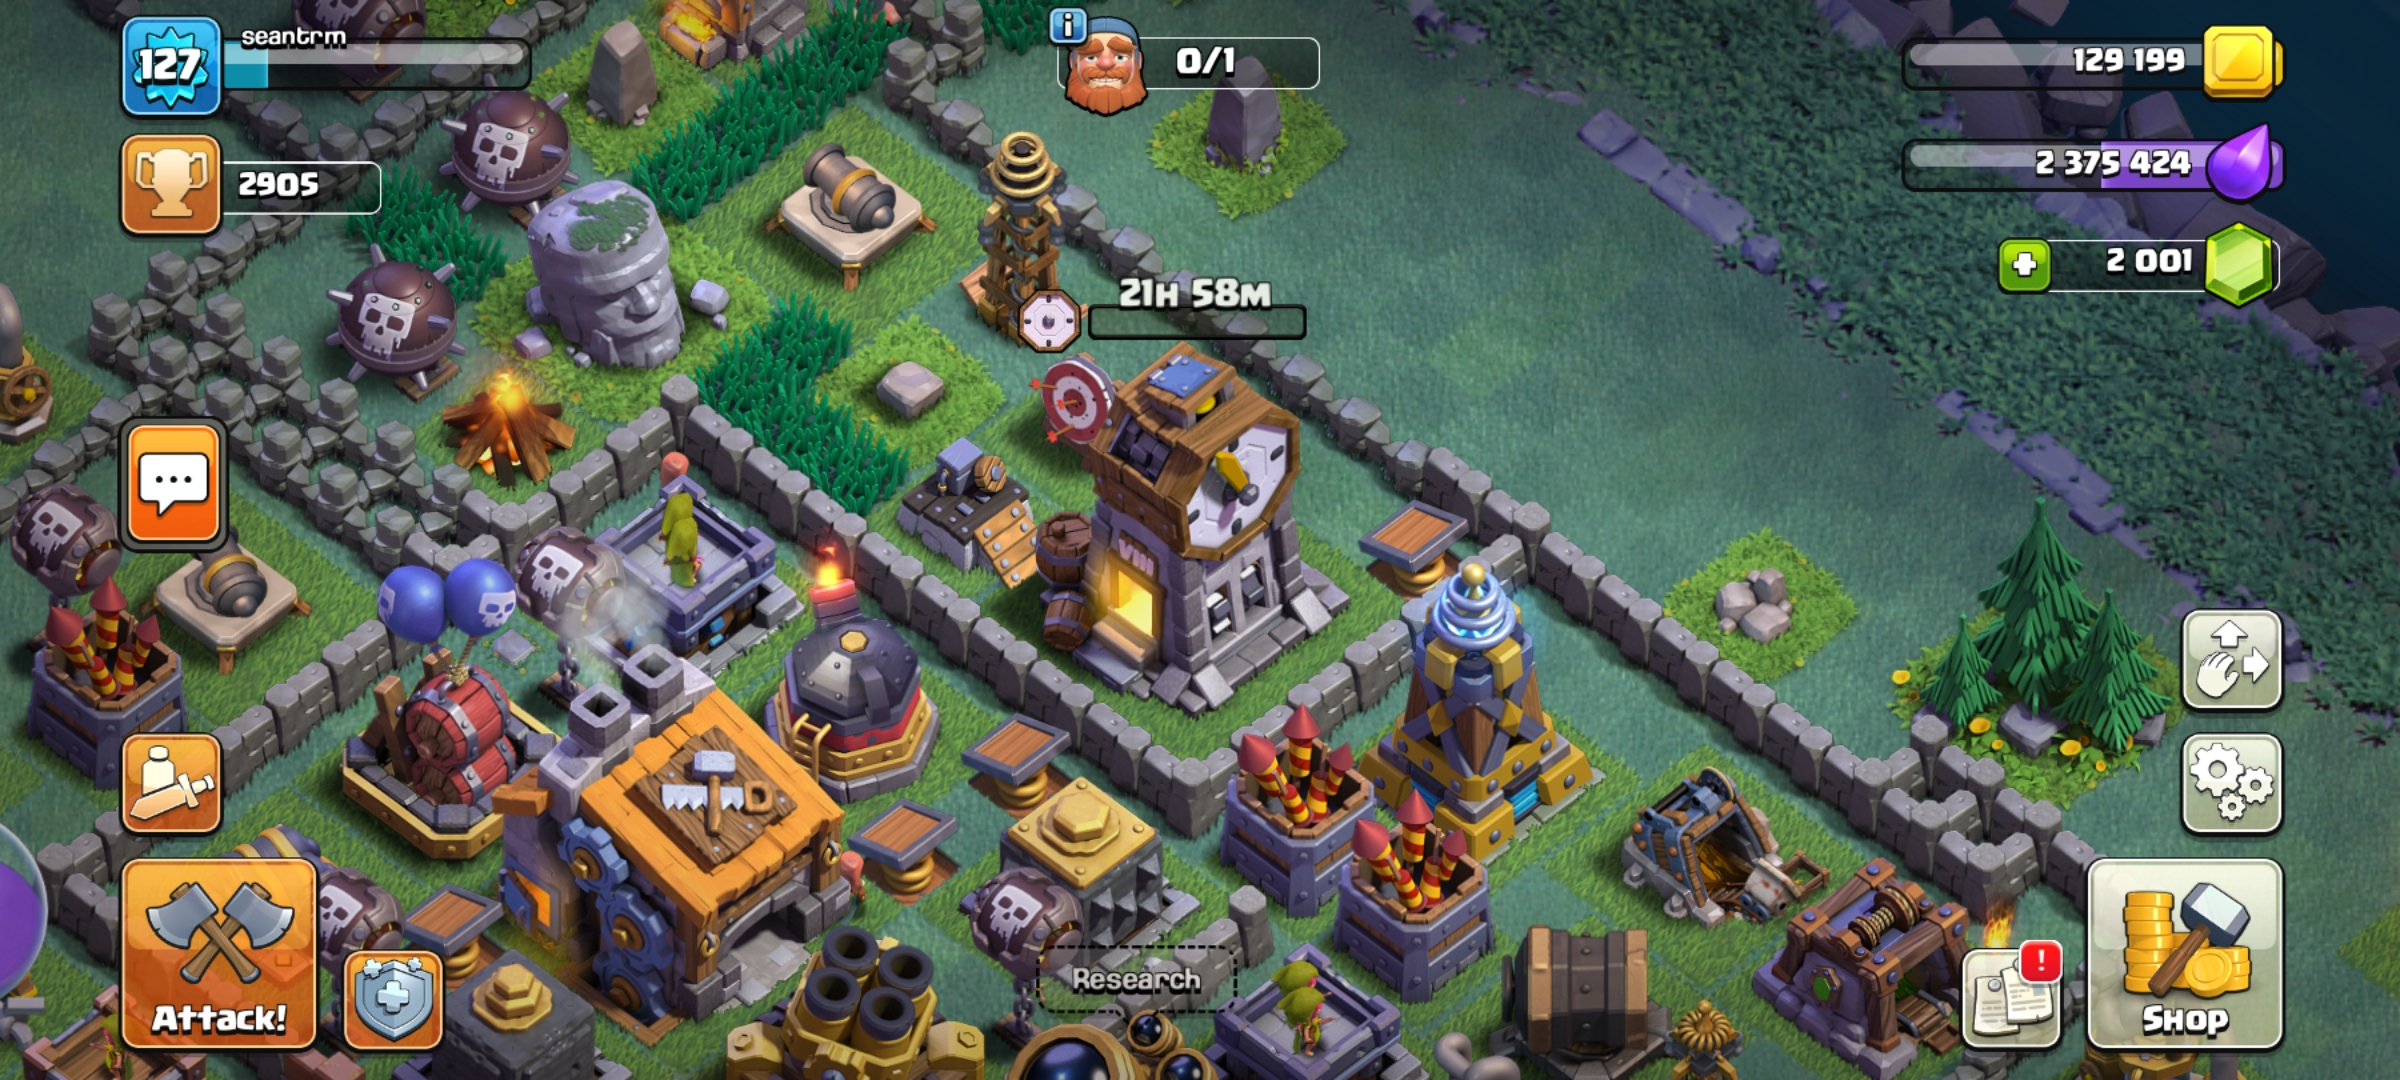 127
seantrm
0/1
129 199
2905
2 375 424
2 001
21H 58M
VIII
Research
Attack!
!
Shop